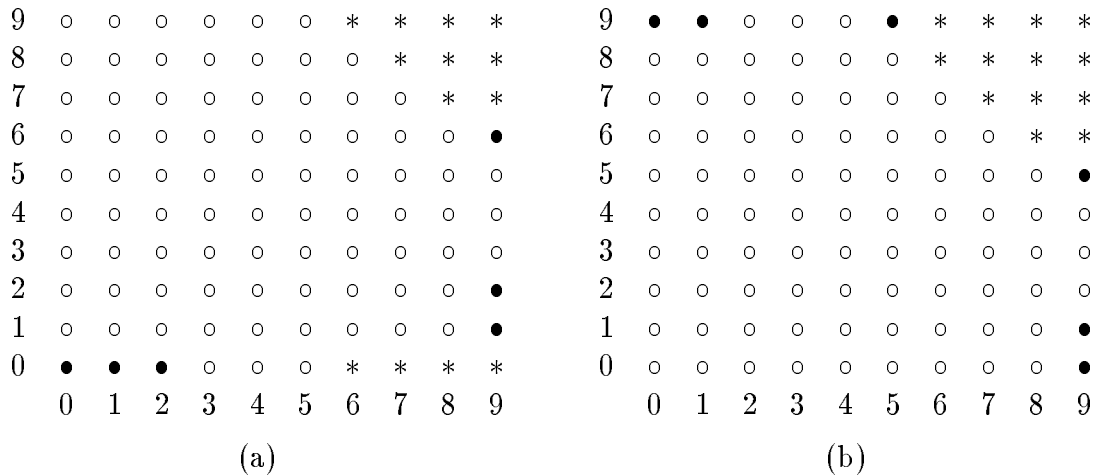 9 ○ ○ ○ ○ ○ ○ * * * * 9 ● ● ○ ○ ○ ● * * * *
8 ○ ○ ○ ○ ○ ○ ○ * * * 8 ○ ○ ○ ○ ○ ○ * * * *
7 ○ ○ ○ ○ ○ ○ ○ ○ * * 7 ○ ○ ○ ○ ○ ○ ○ * * *
6 ○ ○ ○ ○ ○ ○ ○ ○ ○ ● 6 ○ ○ ○ ○ ○ ○ ○ ○ * *
5 ○ ○ ○ ○ ○ ○ ○ ○ ○ ○ 5 ○ ○ ○ ○ ○ ○ ○ ○ ○ ●
4 ○ ○ ○ ○ ○ ○ ○ ○ ○ ○ 4 ○ ○ ○ ○ ○ ○ ○ ○ ○ ○
3 ○ ○ ○ ○ ○ ○ ○ ○ ○ ○ 3 ○ ○ ○ ○ ○ ○ ○ ○ ○ ○
2 ○ ○ ○ ○ ○ ○ ○ ○ ○ ● 2 ○ ○ ○ ○ ○ ○ ○ ○ ○ ○
1 ○ ○ ○ ○ ○ ○ ○ ○ ○ ● 1 ○ ○ ○ ○ ○ ○ ○ ○ ○ ●
0 ● ● ● ○ ○ ○ * * * * 0 ○ ○ ○ ○ ○ ○ ○ ○ ○ ●
0 1 2 3 4 5 6 7 8 9 0 1 2 3 4 5 6 7 8 9
(a) (b)